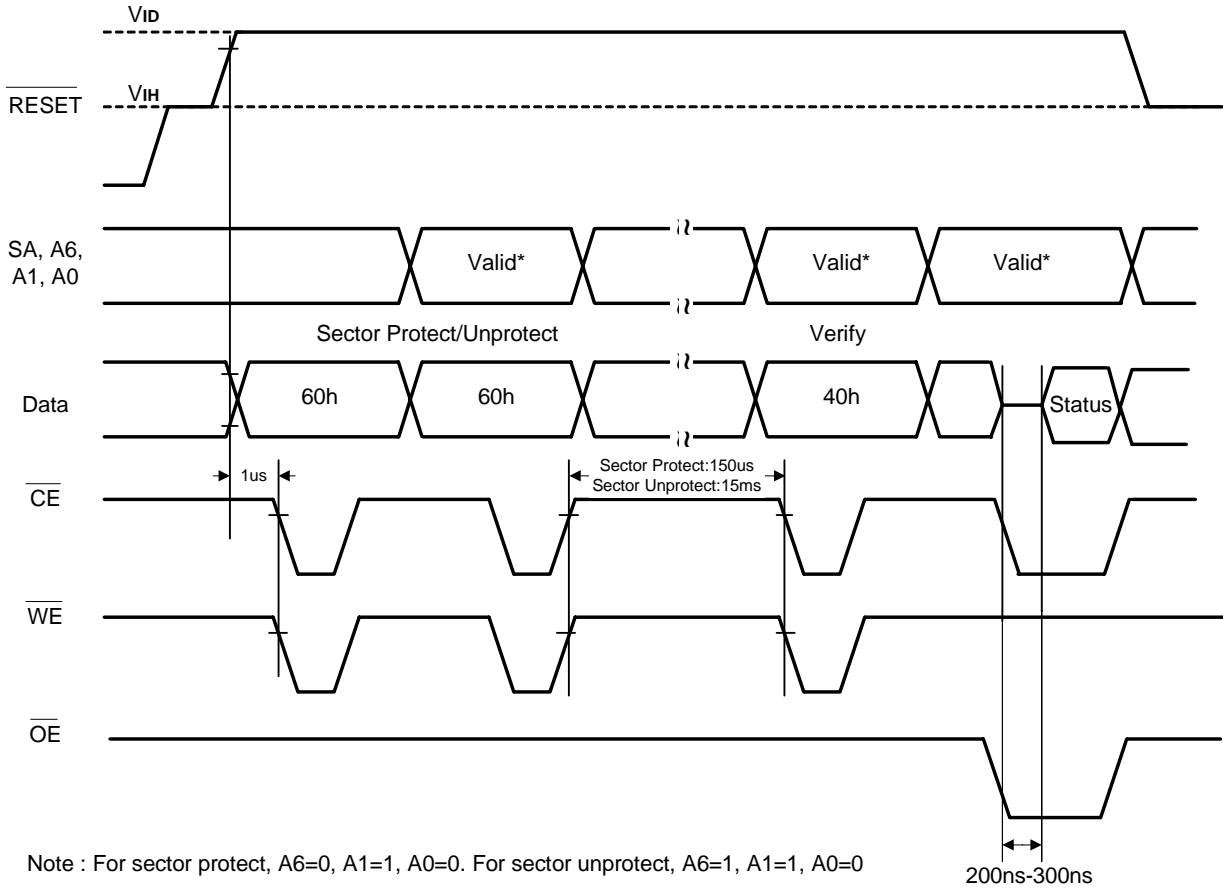 VID
VIH
RESET
SA, A6,
A1, A0
Valid*
Valid*
Valid*
Sector Protect/Unprotect
Verify
Data
60h
60h
40h
Status
1us
Sector Protect:150us
Sector Unprotect:15ms
CE
WE
OE
Note : For sector protect, A6=0, A1=1, A0=0. For sector unprotect, A6=1, A1=1, A0=0
200ns-300ns